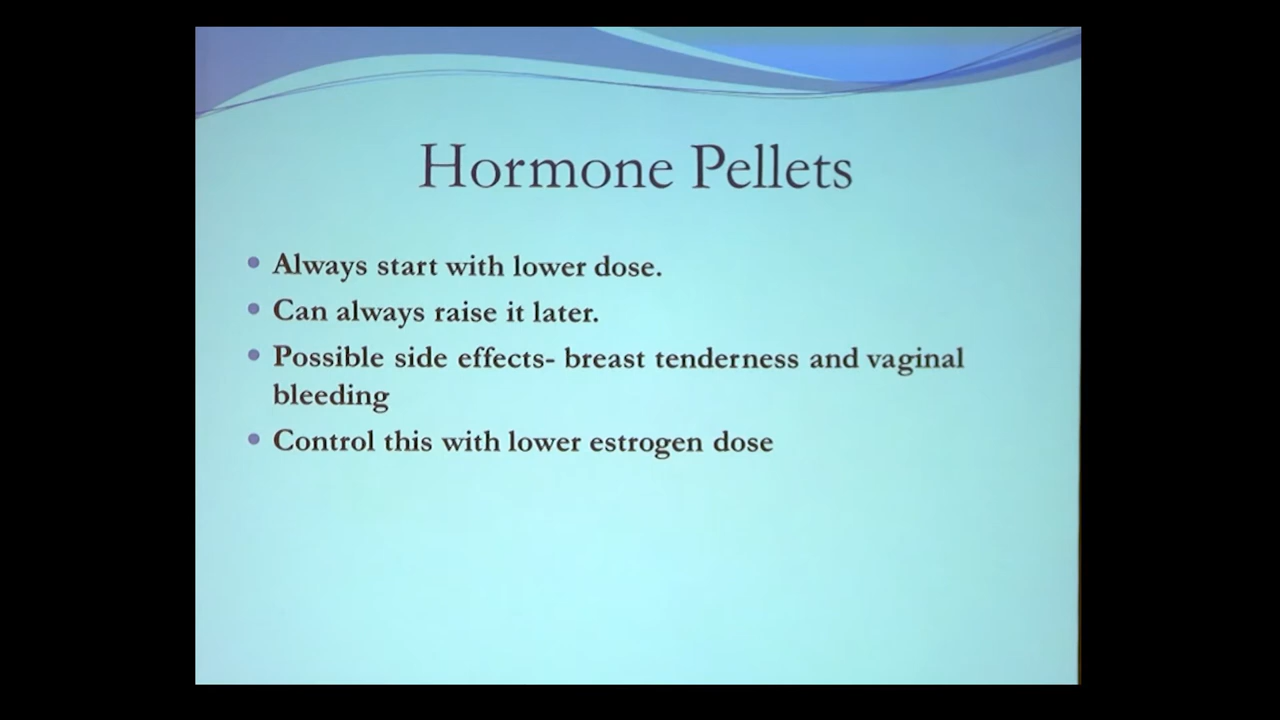 Hormone Pellets
Always start with lower dose.
Can always raise it later.
Possible side effects- breast tenderness and vaginal
bleeding
Control this with lower estrogen dose